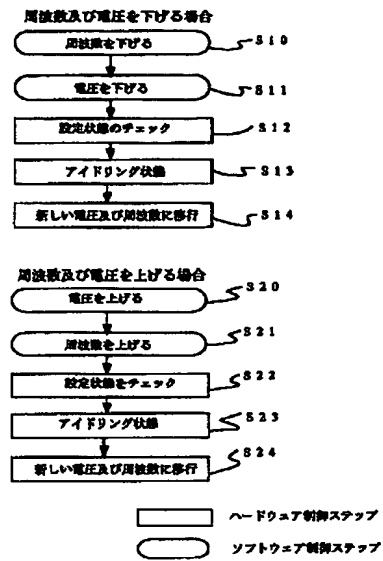 周波数及び電圧を下げる場合
周波数を下げる S10
電圧を下げる S11
設定状態のチェック S12
アイドリング状態 S13
新しい電圧及び周波数に移行 S14
周波数及び電圧を上げる場合
電圧を上げる S20
周波数を上げる S21
設定状態をチェック S22
アイドリング状態 S23
新しい電圧及び周波数に移行 S24
ハードウェア制御ステップ
ソフトウェア制御ステップ